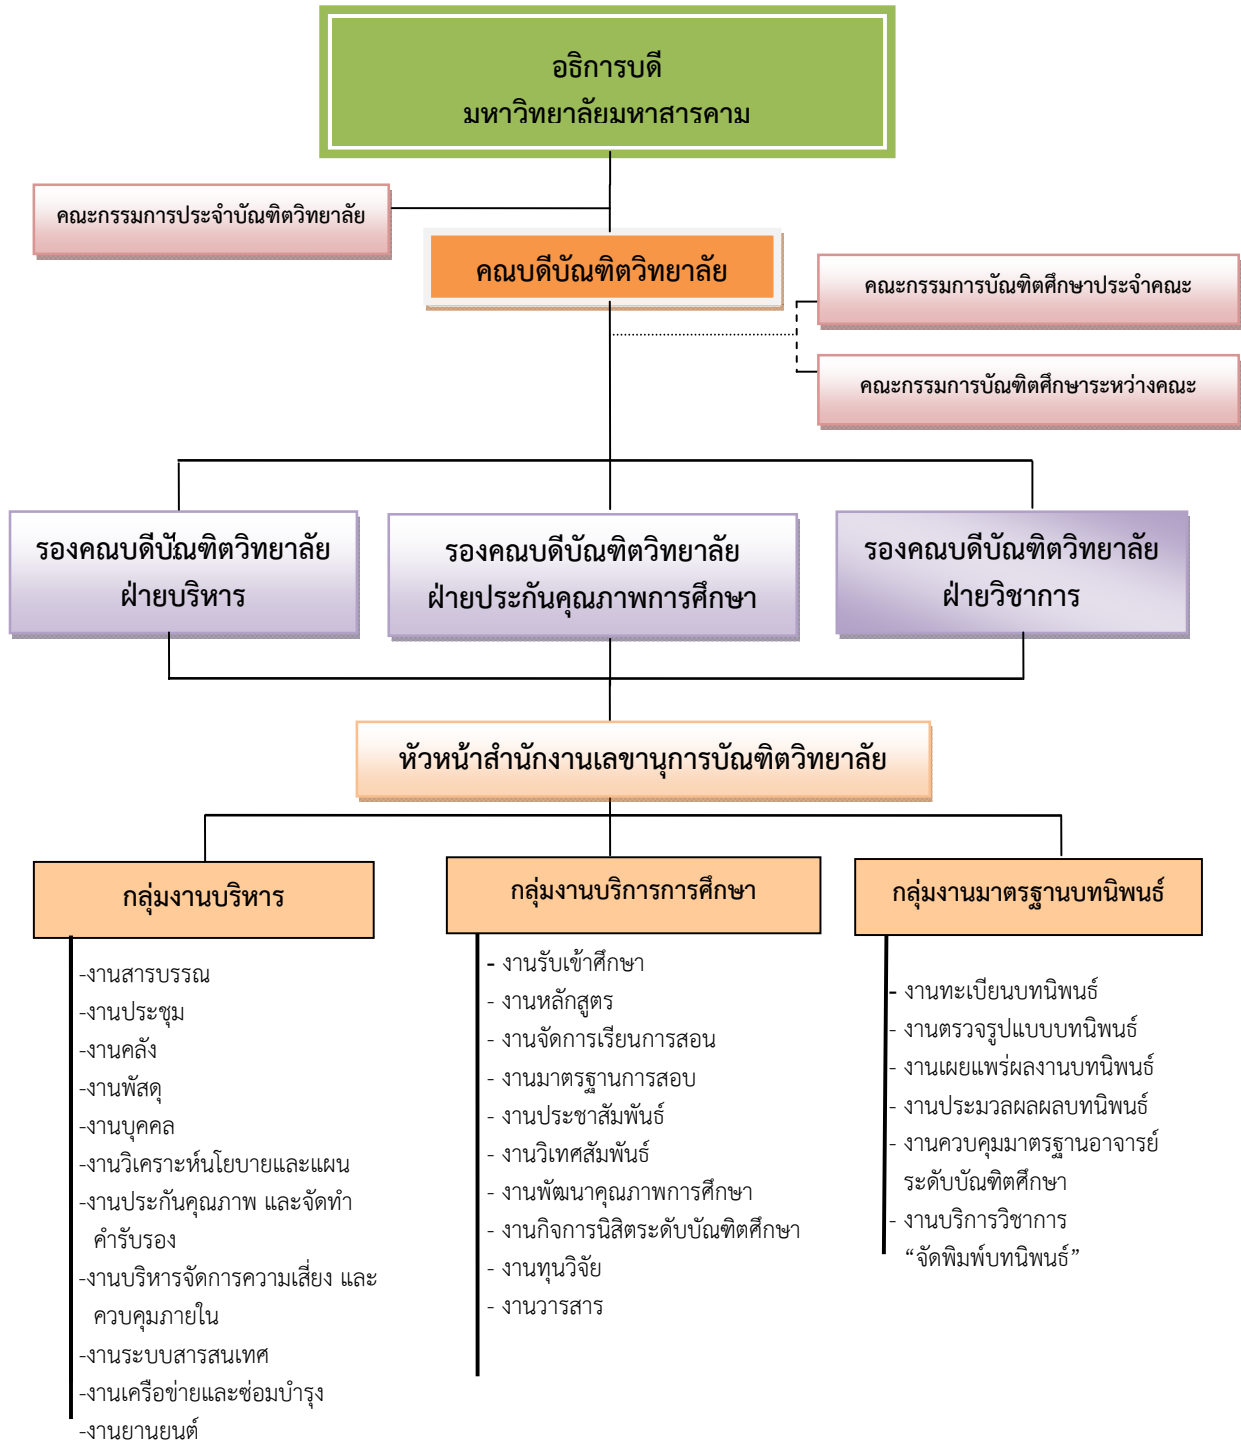 อธิการบดี
มหาวิทยาลัยมหาสารคาม
คณะกรรมการประจำบัณฑิตวิทยาลัย
คณบดีบัณฑิตวิทยาลัย
คณะกรรมการบัณฑิตศึกษาประจำคณะ
คณะกรรมการบัณฑิตศึกษาระหว่างคณะ
รองคณบดีบัณฑิตวิทยาลัย
ฝ่ายบริหาร
รองคณบดีบัณฑิตวิทยาลัย
ฝ่ายประกันคุณภาพการศึกษา
รองคณบดีบัณฑิตวิทยาลัย
ฝ่ายวิชาการ
หัวหน้าสำนักงานเลขานุการบัณฑิตวิทยาลัย
กลุ่มงานบริหาร
-งานสารบรรณ
-งานประชุม
-งานคลัง
-งานพัสดุ
-งานบุคคล
-งานวิเคราะห์นโยบายและแผน
-งานประกันคุณภาพ และจัดทำ
คำรับรอง
-งานบริหารจัดการความเสี่ยง และ
ควบคุมภายใน
-งานระบบสารสนเทศ
-งานเครือข่ายและซ่อมบำรุง
-งานยานยนต์
กลุ่มงานบริการการศึกษา
- งานรับเข้าศึกษา
- งานหลักสูตร
- งานจัดการเรียนการสอน
- งานมาตรฐานการสอบ
- งานประชาสัมพันธ์
- งานวิเทศสัมพันธ์
- งานพัฒนาคุณภาพการศึกษา
- งานกิจการนิสิตระดับบัณฑิตศึกษา
- งานทุนวิจัย
- งานวารสาร
กลุ่มงานมาตรฐานบทนิพนธ์
- งานทะเบียนบทนิพนธ์
- งานตรวจรูปแบบบทนิพนธ์
- งานเผยแพร่ผลงานบทนิพนธ์
- งานประมวลผลผลบทนิพนธ์
- งานควบคุมมาตรฐานอาจารย์
ระดับบัณฑิตศึกษา
- งานบริการวิชาการ
“จัดพิมพ์บทนิพนธ์”